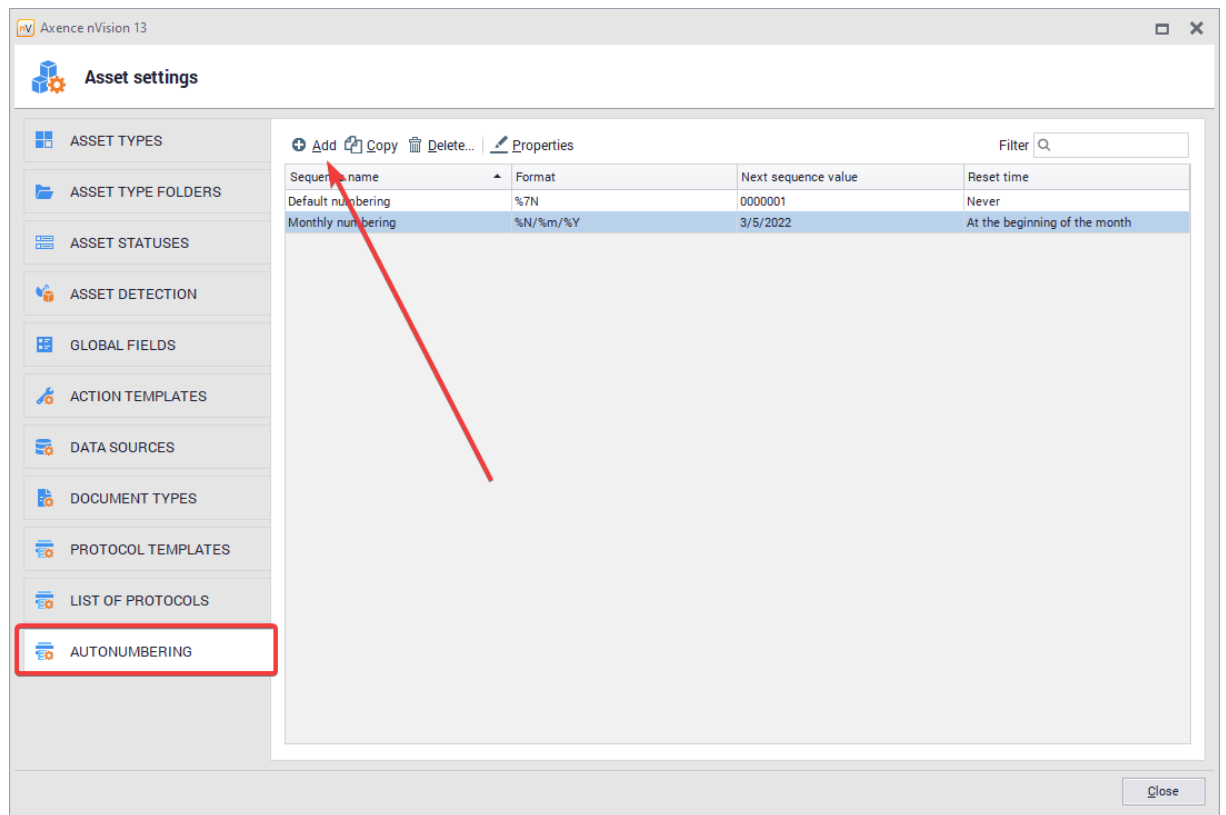 nV Axence nVision 13
Asset settings
ASSET TYPES
ASSET TYPE FOLDERS
ASSET STATUSES
ASSET DETECTION
GLOBAL FIELDS
ACTION TEMPLATES
DATA SOURCES
DOCUMENT TYPES
PROTOCOL TEMPLATES
LIST OF PROTOCOLS
AUTONUMBERING
Add Copy Delete... Properties Filter
Sequence name Format Next sequence value Reset time
Default numbering %7N 0000001 Never
Monthly numbering %N/%m/%Y 3/5/2022 At the beginning of the month
Close